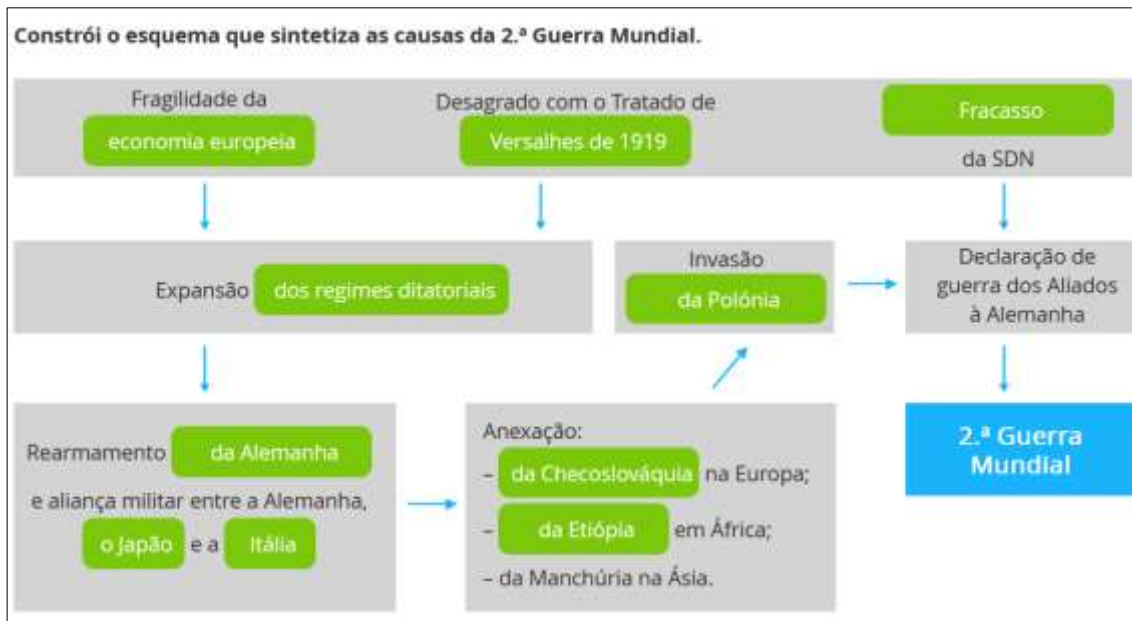 Constrói o esquema que sintetiza as causas da 2.ª Guerra Mundial.
Fragilidade da
economia europeia
Desagrado com o Tratado de
Versalhes de 1919
Fracasso
da SDN
Expansão dos regimes ditatoriais
Invasão
da Polónia
Declaração de
guerra dos Aliados
à Alemanha
Rearmamento da Alemanha
e aliança militar entre a Alemanha,
o Japão e a Itália
Anexação:
– da Checoslováquia na Europa;
– da Etiópia em África;
– da Manchúria na Ásia.
2.ª Guerra
Mundial